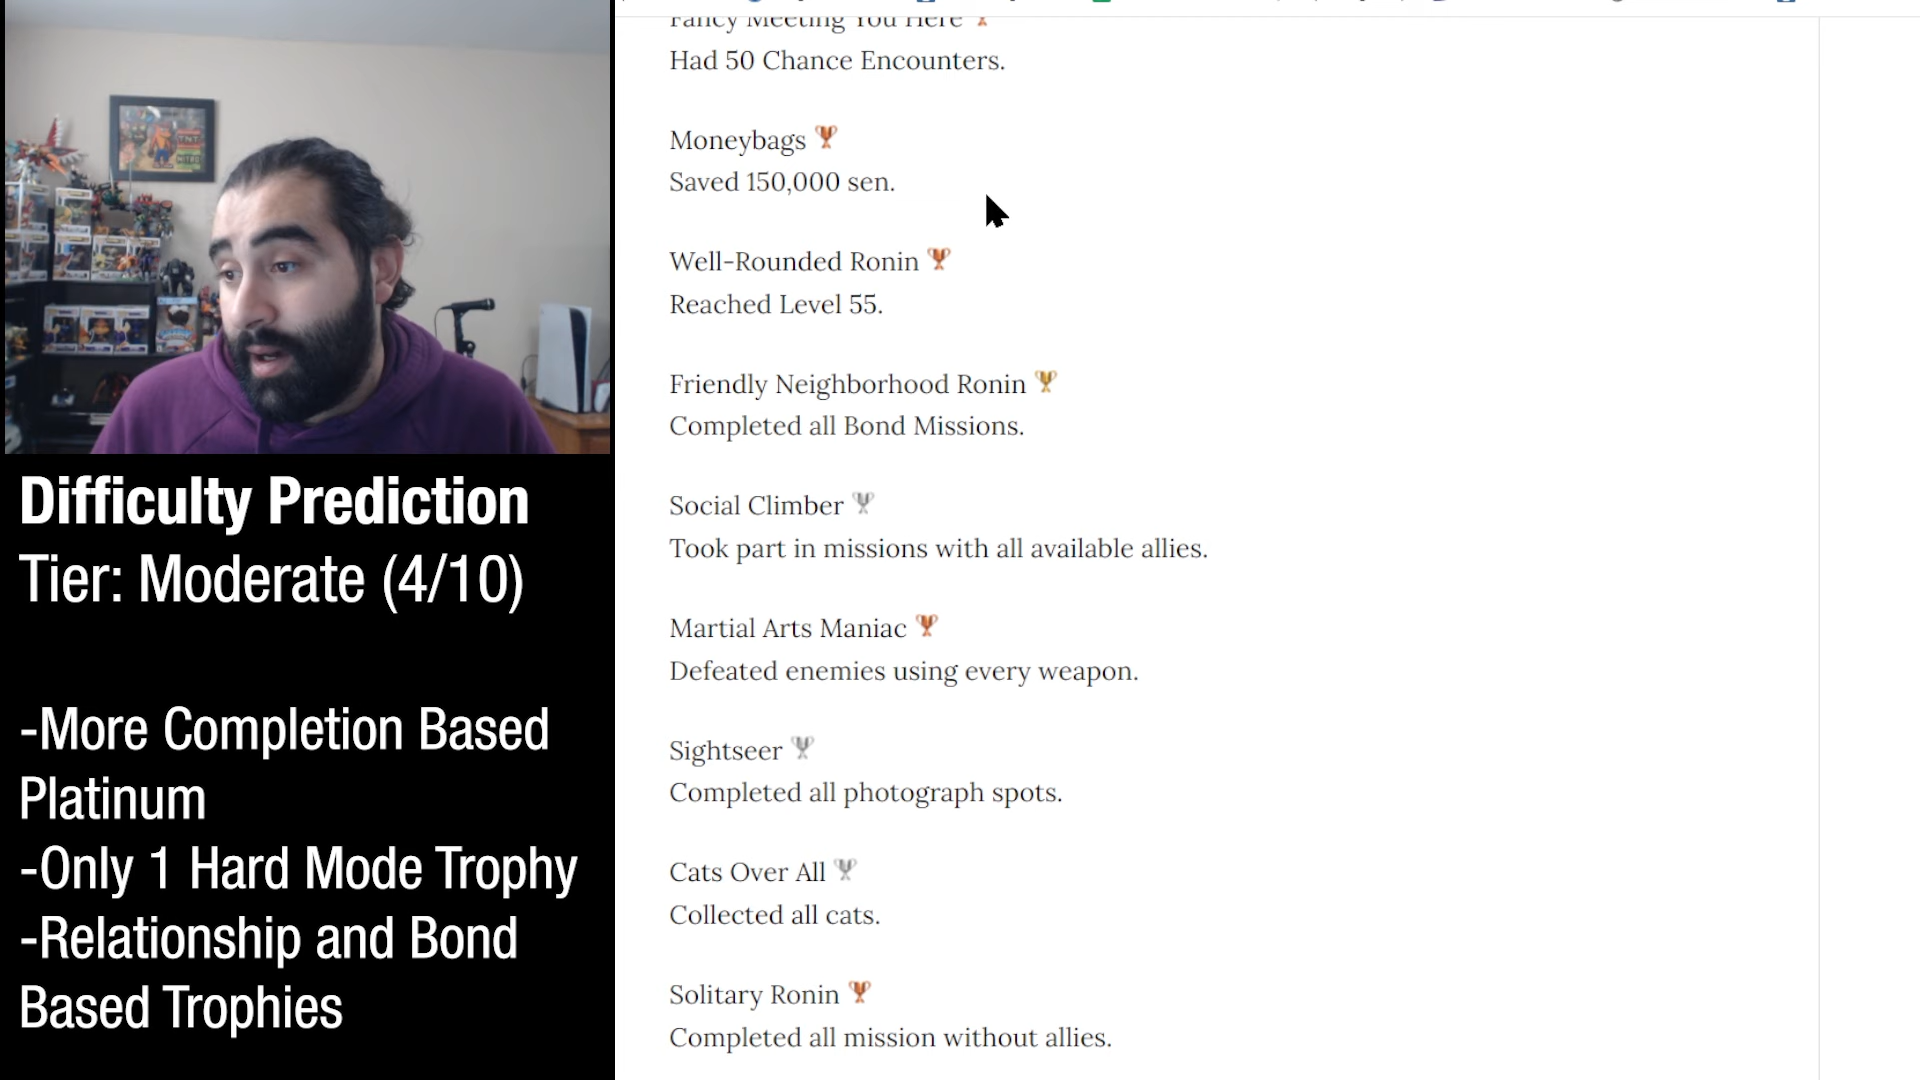 Difficulty Prediction
Tier: Moderate (4/10)
-More Completion Based
Platinum
-Only 1 Hard Mode Trophy
-Relationship and Bond
Based Trophies
Fancy Meeting You Here
Had 50 Chance Encounters.
Moneybags
Saved 150,000 sen.
Well-Rounded Ronin
Reached Level 55.
Friendly Neighborhood Ronin
Completed all Bond Missions.
Social Climber
Took part in missions with all available allies.
Martial Arts Maniac
Defeated enemies using every weapon.
Sightseer
Completed all photograph spots.
Cats Over All
Collected all cats.
Solitary Ronin
Completed all mission without allies.